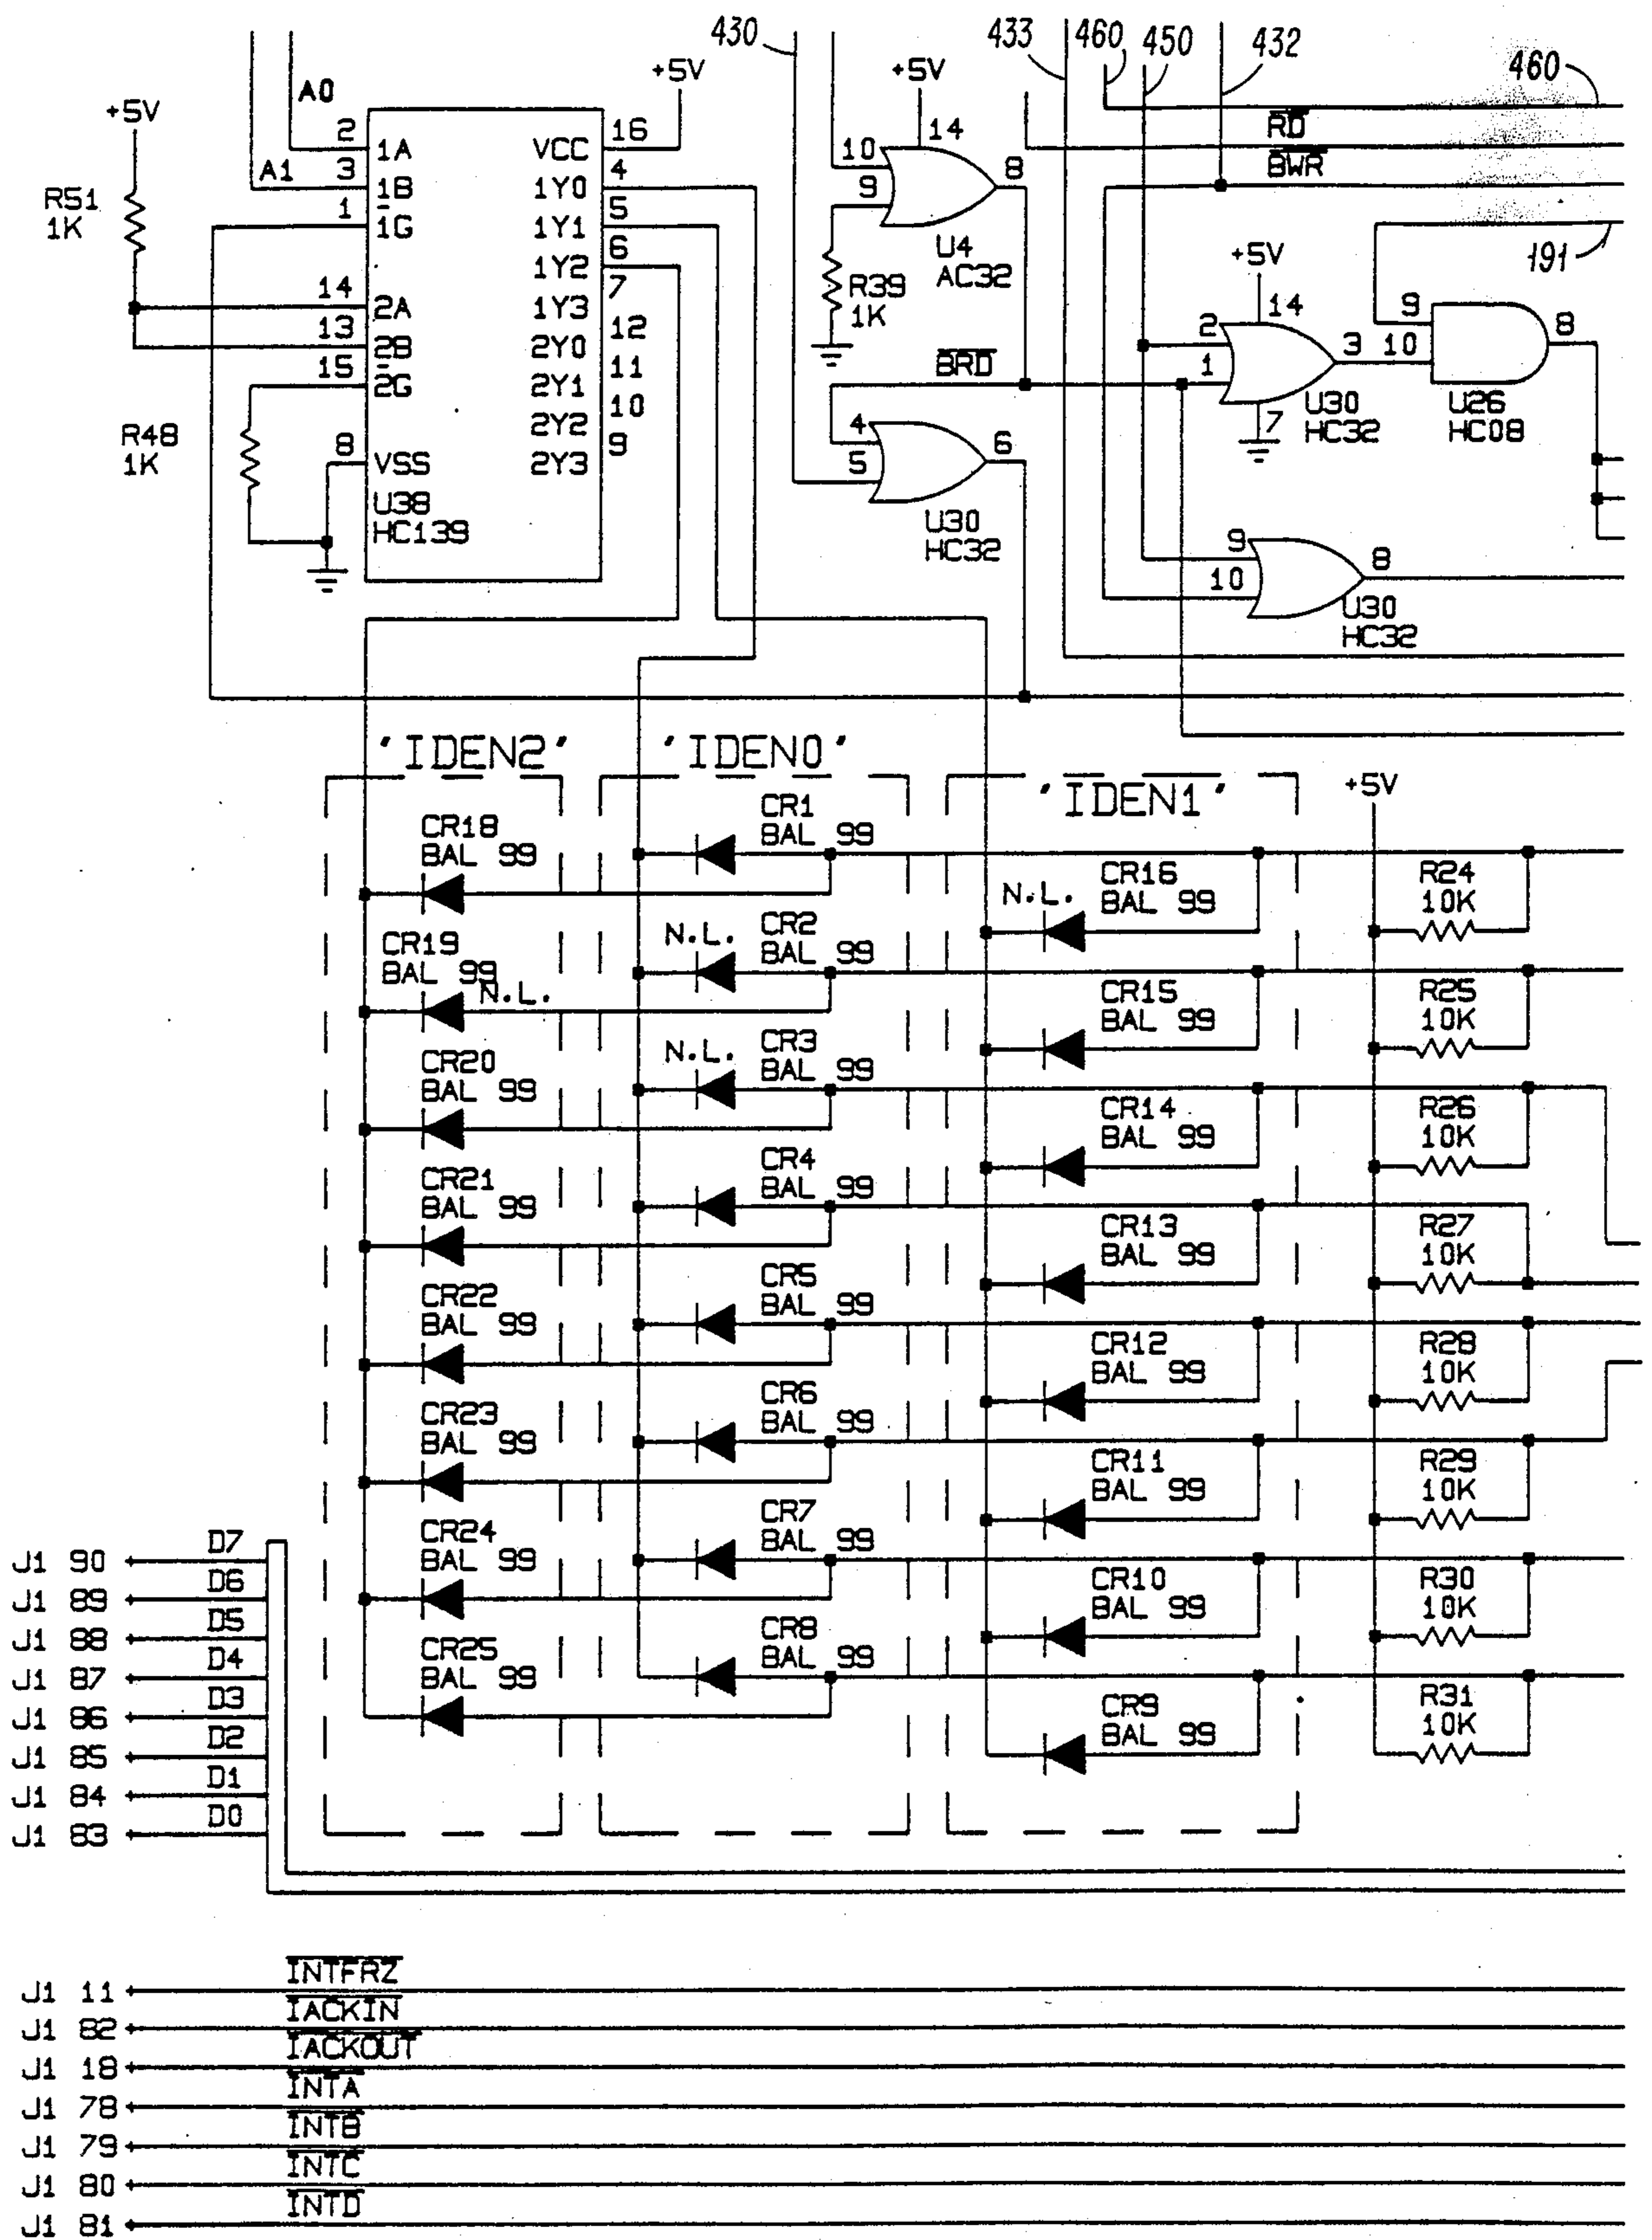 430
433
460
450
432
460
+5V
+5V
+5V
A0
A1
R51
1K
2
3
1
14
13
15
8
1A
1B
1G
2A
2B
2G
VSS
U38
HC139
VCC
1Y0
1Y1
1Y2
1Y3
2Y0
2Y1
2Y2
2Y3
16
4
5
6
7
12
11
10
9
R48
1K
10
9
14
8
U4
AC32
R39
1K
RD
BWR
191
+5V
14
2
1
3
7
U30
HC32
9
10
8
U26
HC08
BRD
4
5
6
U30
HC32
9
10
8
U30
HC32
'IDEN2'
'IDEN0'
'IDEN1'
+5V
CR18
BAL 99
CR19
BAL 99
N.L.
CR20
BAL 99
CR21
BAL 99
CR22
BAL 99
CR23
BAL 99
CR24
BAL 99
CR25
BAL 99
CR1
BAL 99
N.L.
CR2
BAL 99
N.L.
CR3
BAL 99
CR4
BAL 99
CR5
BAL 99
CR6
BAL 99
CR7
BAL 99
CR8
BAL 99
N.L.
CR16
BAL 99
CR15
BAL 99
CR14
BAL 99
CR13
BAL 99
CR12
BAL 99
CR11
BAL 99
CR10
BAL 99
CR9
BAL 99
R24
10K
R25
10K
R26
10K
R27
10K
R28
10K
R29
10K
R30
10K
R31
10K
J1 90 D7
J1 89 D6
J1 88 D5
J1 87 D4
J1 86 D3
J1 85 D2
J1 84 D1
J1 83 D0
J1 11 INTFRZ
J1 82 IACKIN
J1 18 IACKOUT
J1 78 INTA
J1 79 INTB
J1 80 INTC
J1 81 INTD